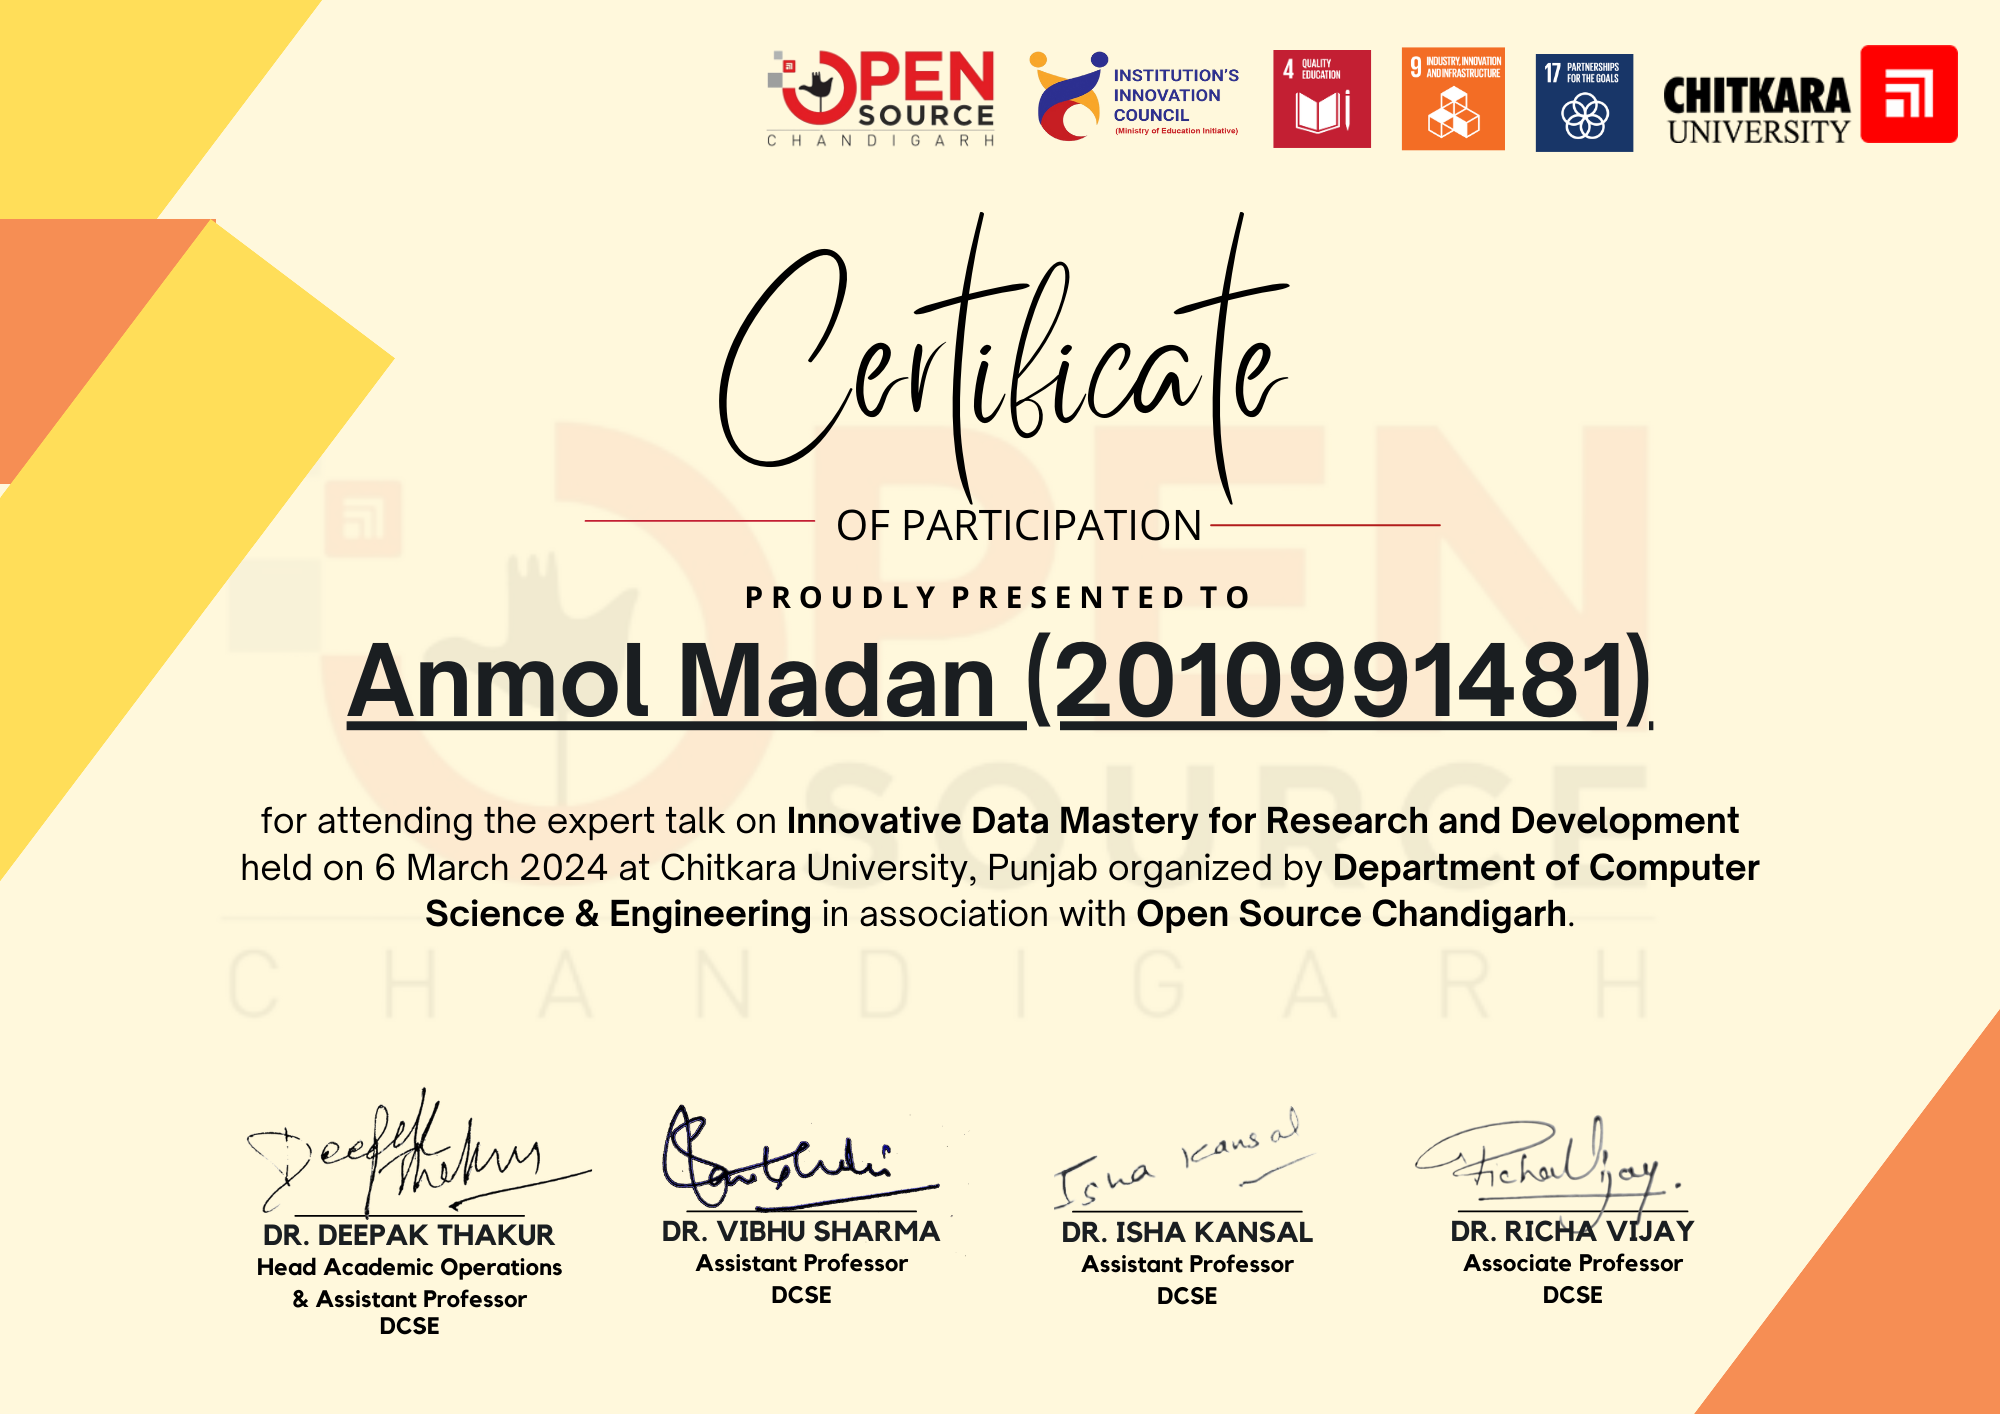 OPEN
SOURCE
CHANDIGARH
INSTITUTION'S
INNOVATION
COUNCIL
(Ministry of Education Initiative)
4 QUALITY
EDUCATION
9 INDUSTRY, INNOVATION
AND INFRASTRUCTURE
17 PARTNERSHIPS
FOR THE GOALS
CHITKARA
UNIVERSITY
Certificate
OF PARTICIPATION
PROUDLY PRESENTED TO
Anmol Madan (2010991481)
for attending the expert talk on Innovative Data Mastery for Research and Development
held on 6 March 2024 at Chitkara University, Punjab organized by Department of Computer
Science & Engineering in association with Open Source Chandigarh.
OPEN
SOURCE
CHANDIGARH
Deepak
Thakur
DR. DEEPAK THAKUR
Head Academic Operations
& Assistant Professor
DCSE
DR. VIBHU SHARMA
Assistant Professor
DCSE
Isha Kansal
DR. ISHA KANSAL
Assistant Professor
DCSE
Richa Vijay.
DR. RICHA VIJAY
Associate Professor
DCSE